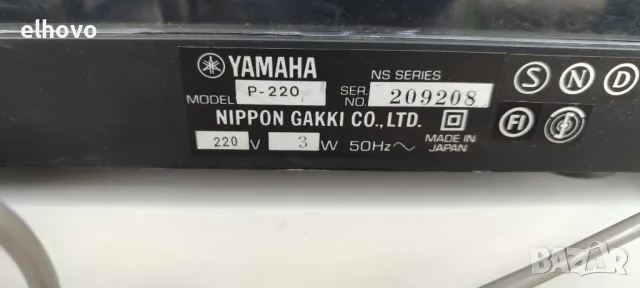 elhovo
YAMAHA
NS SERIES
MODEL P-220 SER. NO. 209208
NIPPON GAKKI CO., LTD.
220 V 3 W 50Hz~ MADE IN JAPAN
S N D
FI
BAZAR